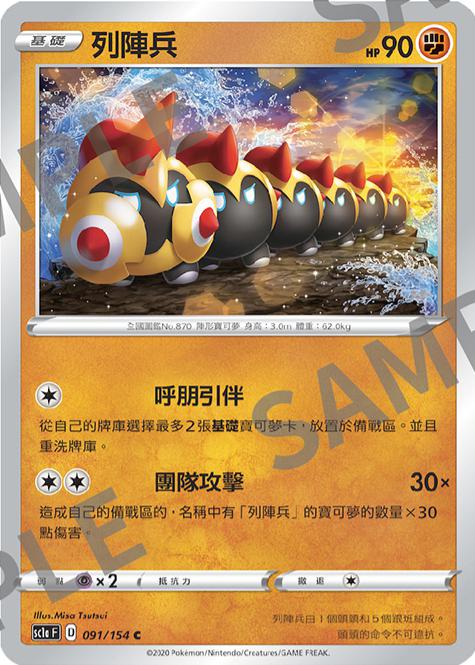 基礎 列陣兵 HP 90
全國圖鑑No.870 陣形寶可夢 身高：3.0m 體重：62.0kg
呼朋引伴
從自己的牌庫選擇最多2張基礎寶可夢卡，放置於備戰區。並且
重洗牌庫。
團隊攻擊 30×
造成自己的備戰區的，名稱中有「列陣兵」的寶可夢的數量×30
點傷害。
弱點 ×2 抵抗力 撤退
Illus.Misa Tsutsui
sc1a F D 091/154 C
列陣兵由1個頭頭和5個跟班組成。
頭頭的命令不可違抗。
©2020 Pokémon/Nintendo/Creatures/GAME FREAK.
SAMPLE
SAMPLE